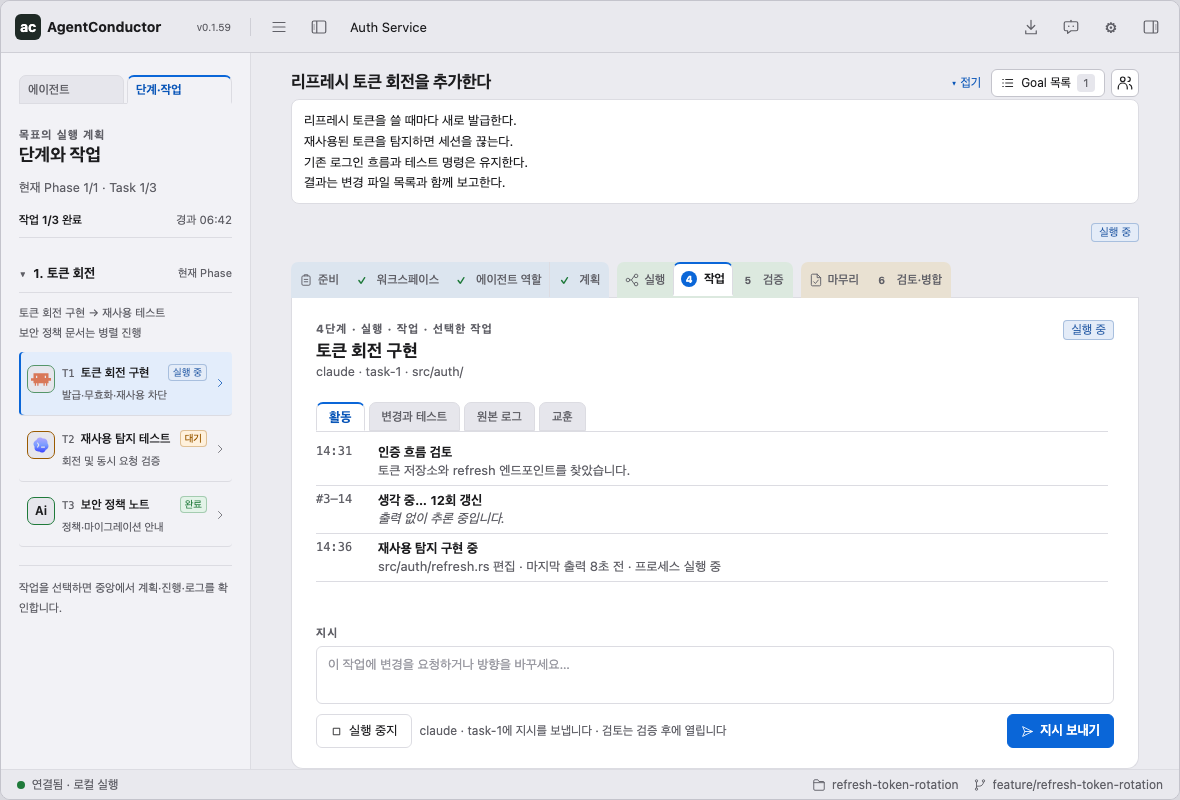 ac AgentConductor v0.1.59 Auth Service
에이전트 단계·작업
목표의 실행 계획
단계와 작업
현재 Phase 1/1 · Task 1/3
작업 1/3 완료 경과 06:42
▾ 1. 토큰 회전 현재 Phase
토큰 회전 구현 → 재사용 테스트
보안 정책 문서는 병렬 진행
T1 토큰 회전 구현 실행 중
발급·무효화·재사용 차단
T2 재사용 탐지 테스트 대기
회전 및 동시 요청 검증
Ai T3 보안 정책 노트 완료
정책·마이그레이션 안내
작업을 선택하면 중앙에서 계획·진행·로그를 확
인합니다.
리프레시 토큰 회전을 추가한다 ▾ 접기 Goal 목록 1
리프레시 토큰을 쓸 때마다 새로 발급한다.
재사용된 토큰을 탐지하면 세션을 끊는다.
기존 로그인 흐름과 테스트 명령은 유지한다.
결과는 변경 파일 목록과 함께 보고한다.
실행 중
준비 ✓ 워크스페이스 ✓ 에이전트 역할 ✓ 계획 실행 4 작업 5 검증 마무리 6 검토·병합
4단계 · 실행 · 작업 · 선택한 작업 실행 중
토큰 회전 구현
claude · task-1 · src/auth/
활동 변경과 테스트 원본 로그 교훈
14:31 인증 흐름 검토
토큰 저장소와 refresh 엔드포인트를 찾았습니다.
#3–14 생각 중… 12회 갱신
출력 없이 추론 중입니다.
14:36 재사용 탐지 구현 중
src/auth/refresh.rs 편집 · 마지막 출력 8초 전 · 프로세스 실행 중
지시
이 작업에 변경을 요청하거나 방향을 바꾸세요…
실행 중지 claude · task-1에 지시를 보냅니다 · 검토는 검증 후에 열립니다 지시 보내기
연결됨 · 로컬 실행 refresh-token-rotation feature/refresh-token-rotation